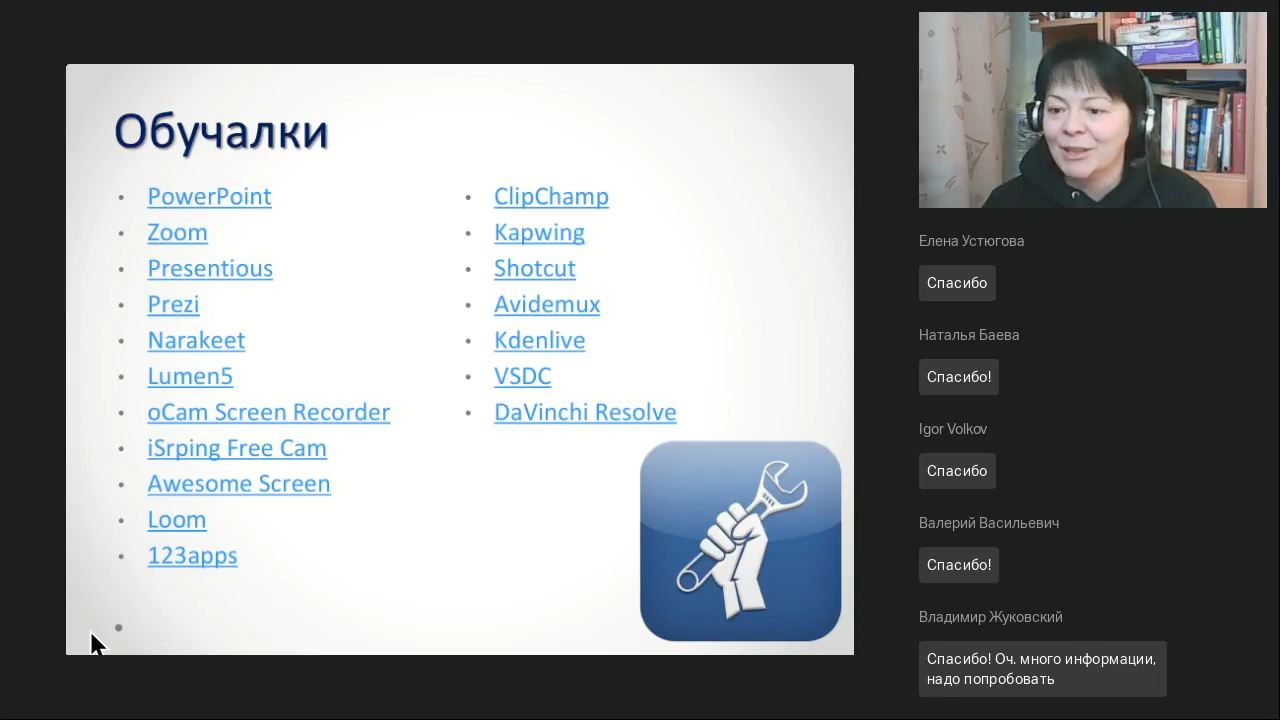 Обучалки
PowerPoint
Zoom
Presentious
Prezi
Narakeet
Lumen5
oCam Screen Recorder
iSrping Free Cam
Awesome Screen
Loom
123apps
ClipChamp
Kapwing
Shotcut
Avidemux
Kdenlive
VSDC
DaVinchi Resolve
Елена Устюгова
Спасибо
Наталья Баева
Спасибо!
Igor Volkov
Спасибо
Валерий Васильевич
Спасибо!
Владимир Жуковский
Спасибо! Оч. много информации,
надо попробовать